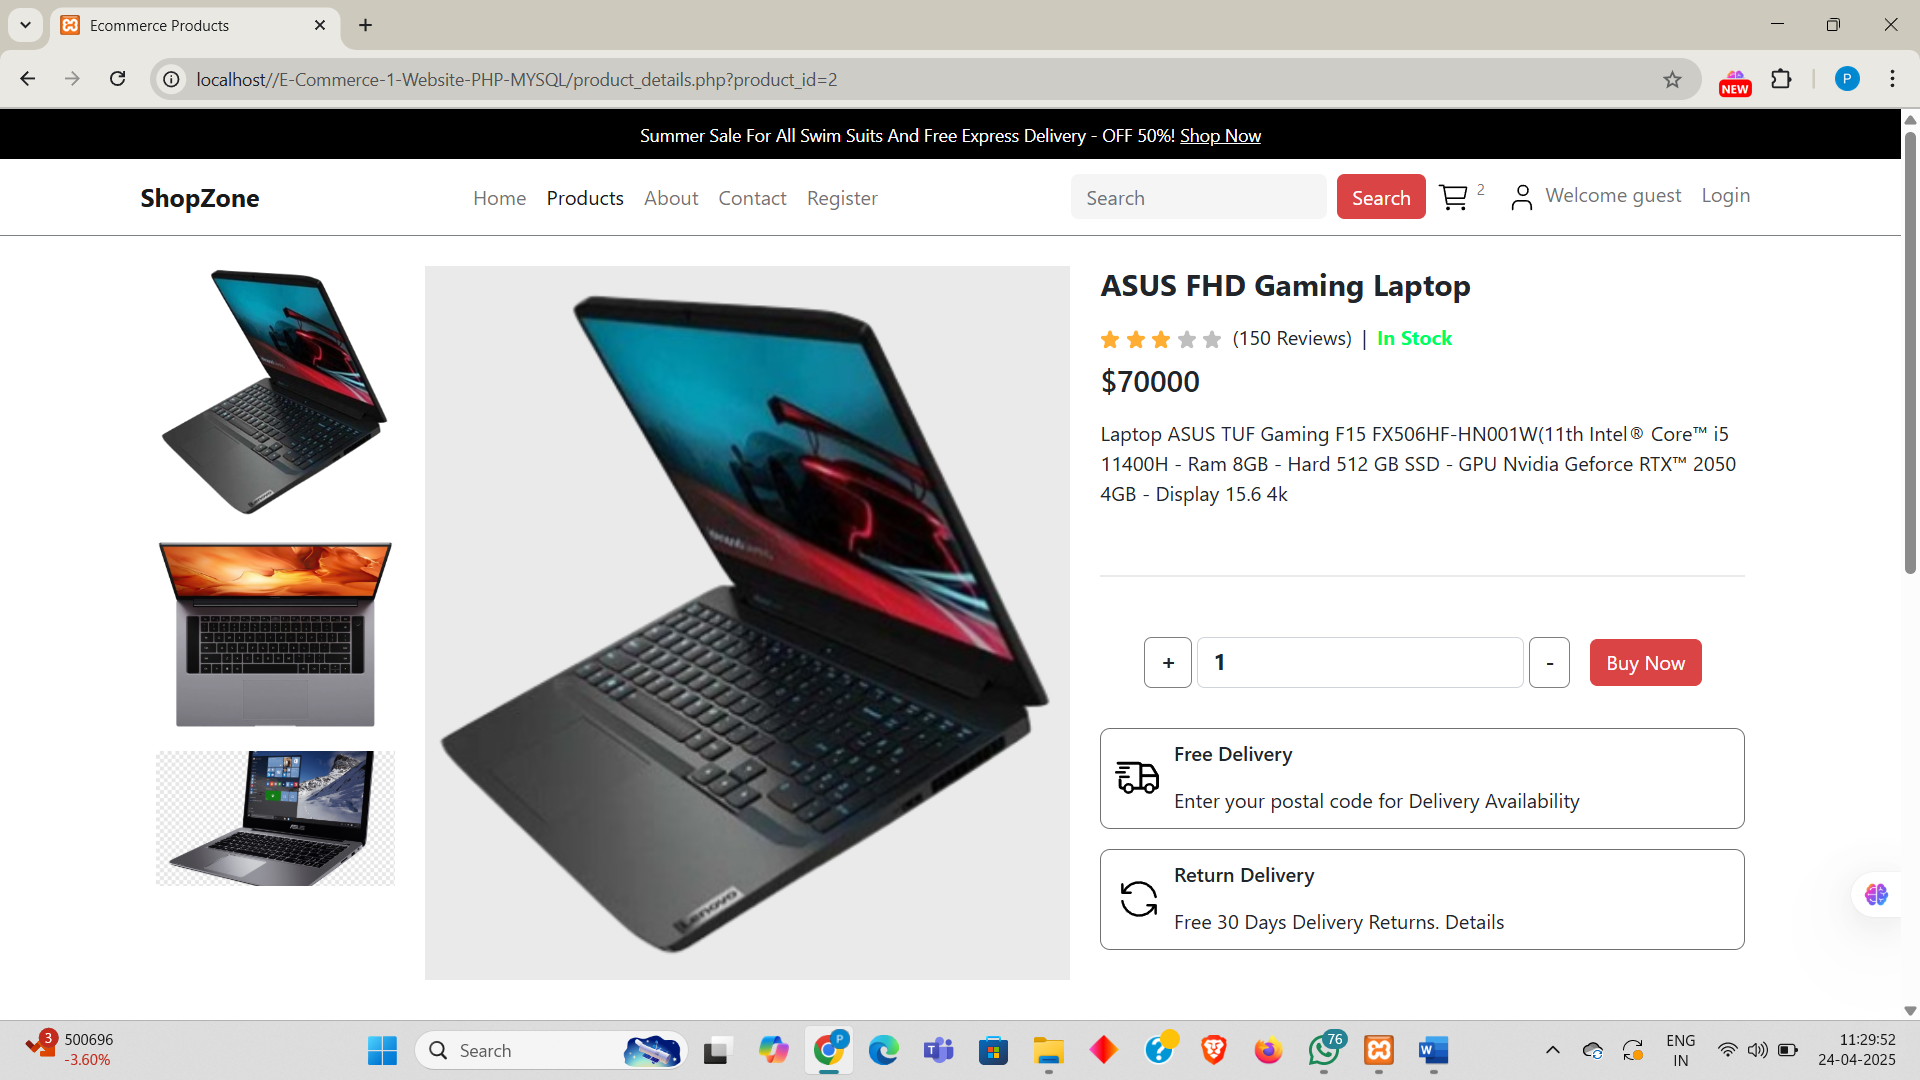 Ecommerce Products
localhost//E-Commerce-1-Website-PHP-MYSQL/product_details.php?product_id=2
NEW
P
Summer Sale For All Swim Suits And Free Express Delivery - OFF 50%! Shop Now
ShopZone
Home Products About Contact Register
Search
Search
2
Welcome guest Login
ASUS FHD Gaming Laptop
(150 Reviews) | In Stock
$70000
Laptop ASUS TUF Gaming F15 FX506HF-HN001W(11th Intel® Core™ i5
11400H - Ram 8GB - Hard 512 GB SSD - GPU Nvidia Geforce RTX™ 2050
4GB - Display 15.6 4k
+ 1 - Buy Now
Free Delivery
Enter your postal code for Delivery Availability
Return Delivery
Free 30 Days Delivery Returns. Details
Lenovo
3
500696
-3.60%
Search
P
76
ENG
IN
11:29:52
24-04-2025